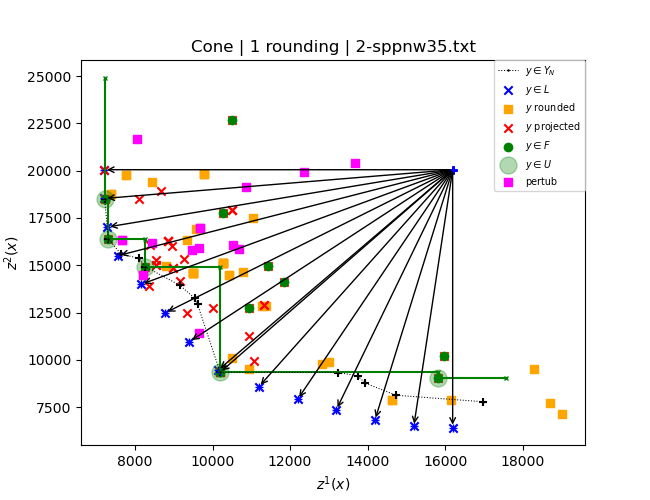 Cone | 1 rounding | 2-sppnw35.txt
25000
22500
20000
17500
15000
12500
10000
7500
z²(x)
8000 10000 12000 14000 16000 18000
z¹(x)
y ∈ Y_N
y ∈ L
y rounded
y projected
y ∈ F
y ∈ U
pertub